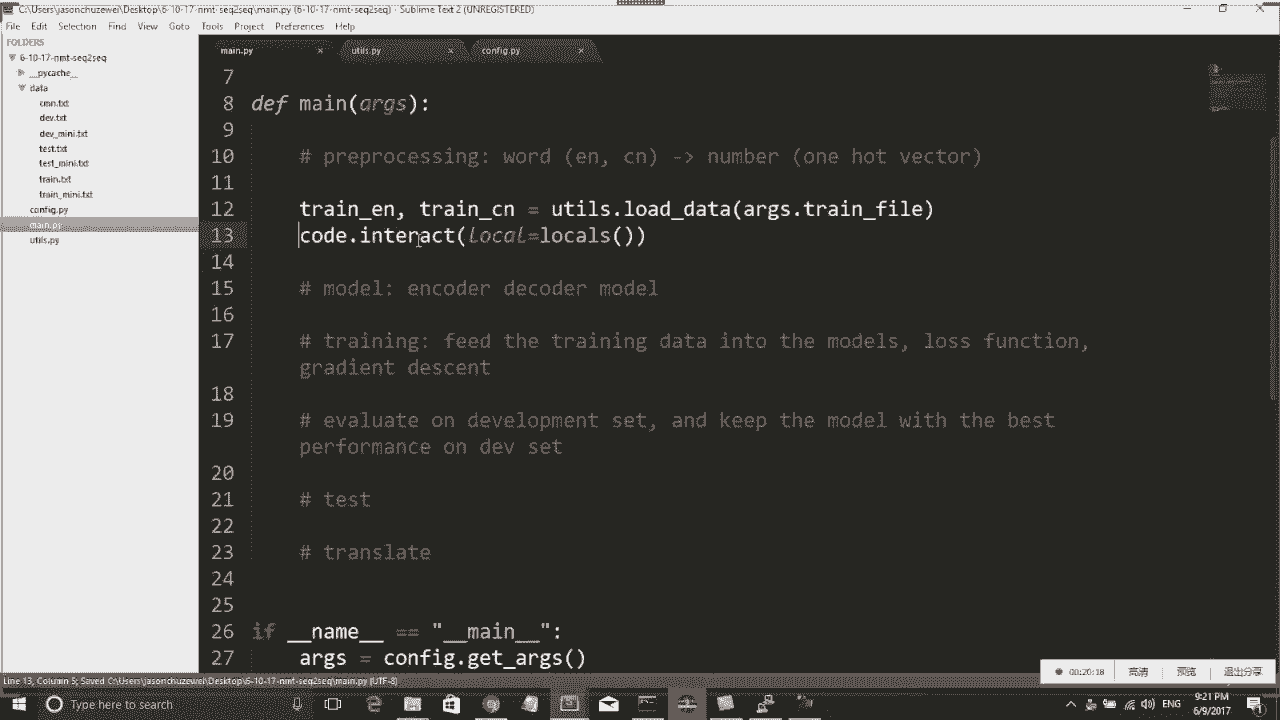 C:\Users\jasonchuzewei\Desktop\6-10-17-nmt-seq2seq\main.py (6-10-17-nmt-seq2seq) - Sublime Text 2 (UNREGISTERED)
File Edit Selection Find View Goto Tools Project Preferences Help
FOLDERS
6-10-17-nmt-seq2seq
__pycache__
data
cmn.txt
dev.txt
dev_mini.txt
test.txt
test_mini.txt
train.txt
train_mini.txt
config.py
main.py
utils.py
main.py × utils.py × config.py ×
7
8 def main(args):
9
10 # preprocessing: word (en, cn) -> number (one hot vector)
11
12 train_en, train_cn = utils.load_data(args.train_file)
13 code.interact(local=locals())
14
15 # model: encoder decoder model
16
17 # training: feed the training data into the models, loss function,
gradient descent
18
19 # evaluate on development set, and keep the model with the best
performance on dev set
20
21 # test
22
23 # translate
24
25
26 if __name__ == "__main__":
27 args = config.get_args()
Line 13, Column 5; Saved C:\Users\jasonchuzewei\Desktop\6-10-17-nmt-seq2seq\main.py (UTF-8)
00:20:18 高清 预览 退出分享
Type here to search
ENG
9:21 PM
6/9/2017